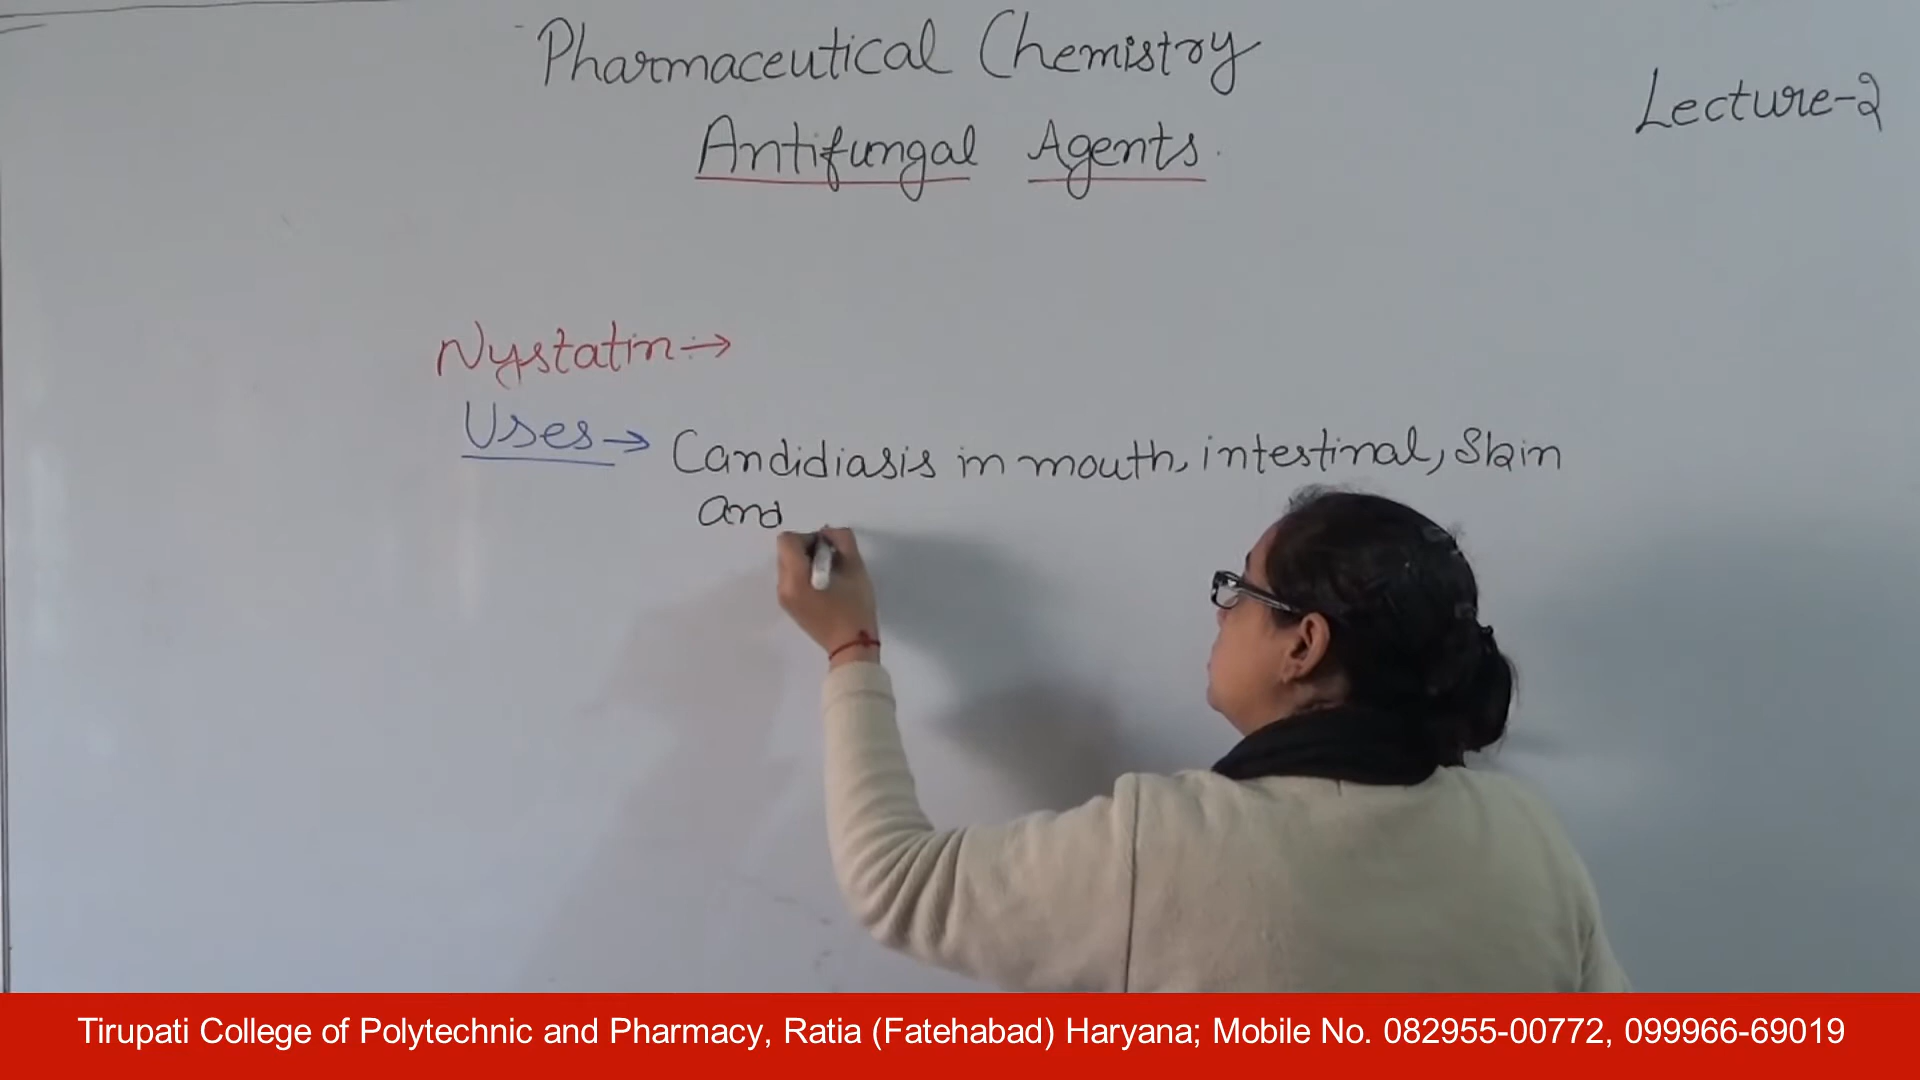 Pharmaceutical Chemistry
Lecture-2
Antifungal Agents.
Nystatin:→
Uses→ Candidiasis in mouth, intestinal, Skin
and
Tirupati College of Polytechnic and Pharmacy, Ratia (Fatehabad) Haryana; Mobile No. 082955-00772, 099966-69019